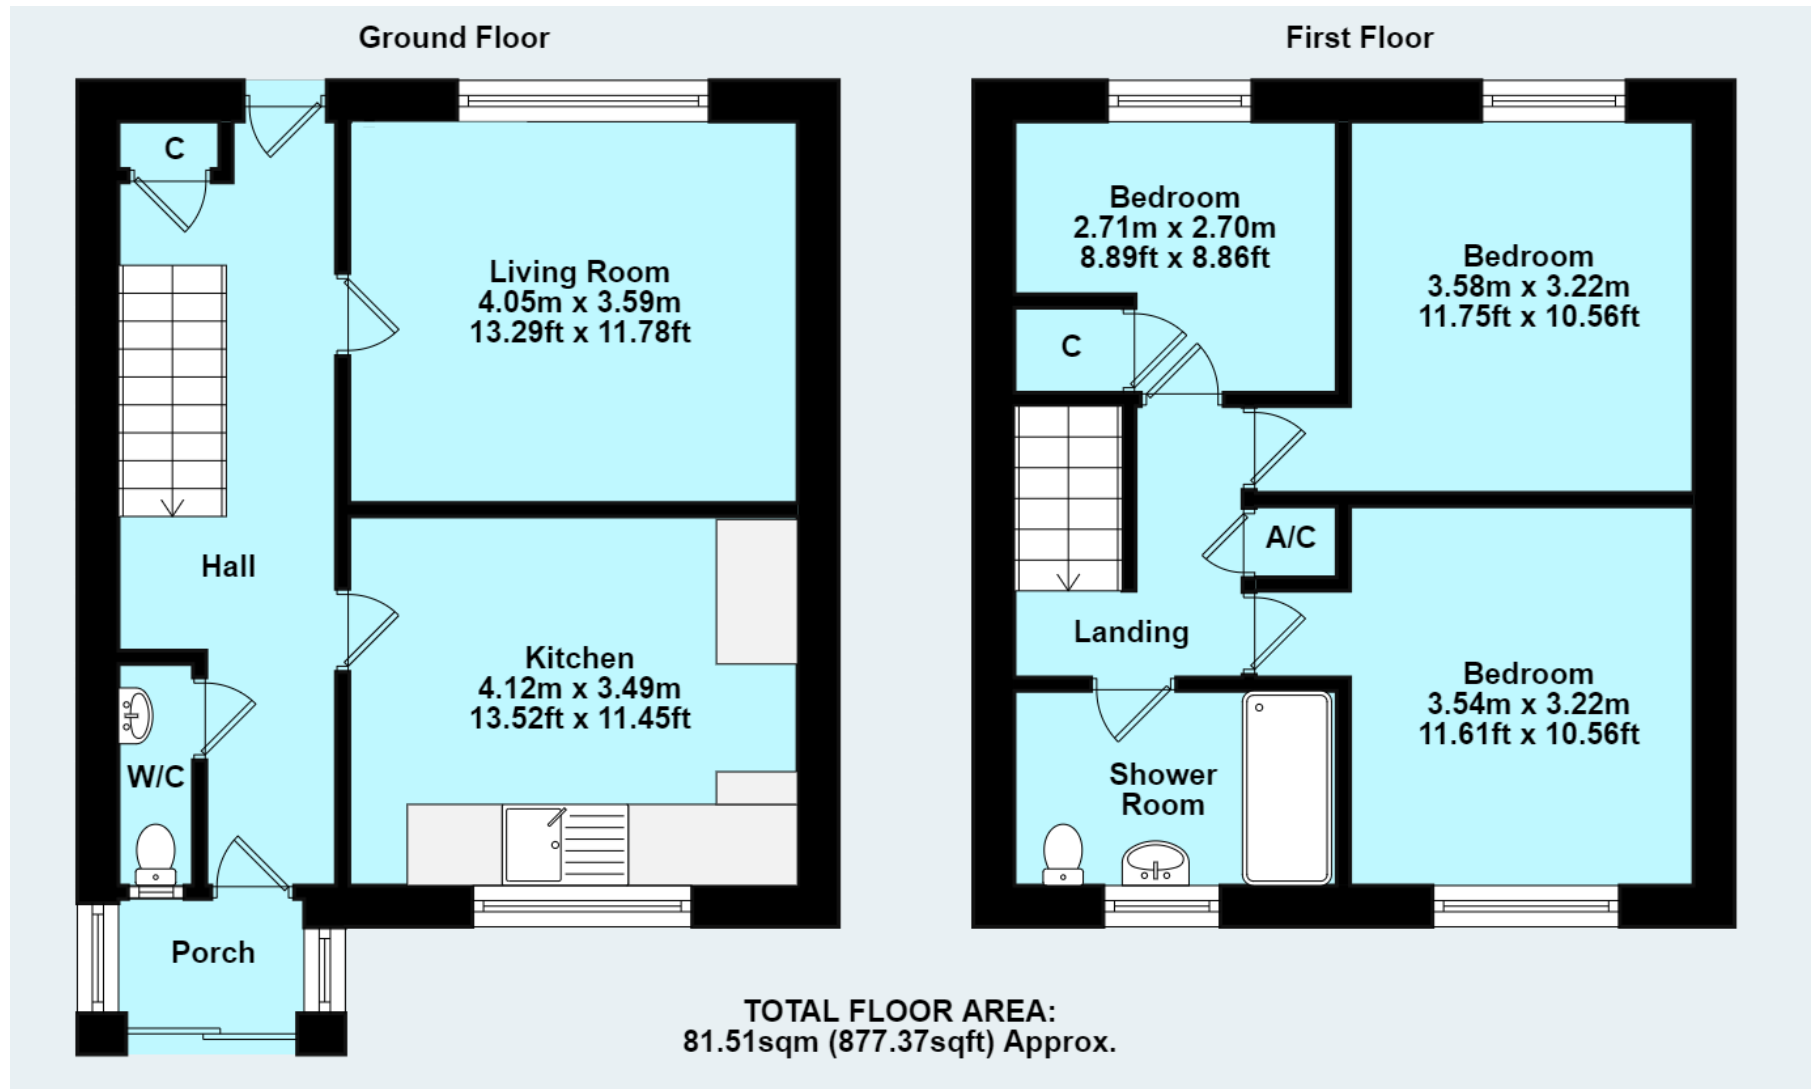 Ground Floor
C
Living Room
4.05m x 3.59m
13.29ft x 11.78ft
Hall
Kitchen
4.12m x 3.49m
13.52ft x 11.45ft
W/C
Porch
First Floor
Bedroom
2.71m x 2.70m
8.89ft x 8.86ft
Bedroom
3.58m x 3.22m
11.75ft x 10.56ft
C
A/C
Landing
Bedroom
3.54m x 3.22m
11.61ft x 10.56ft
Shower
Room
TOTAL FLOOR AREA:
81.51sqm (877.37sqft) Approx.